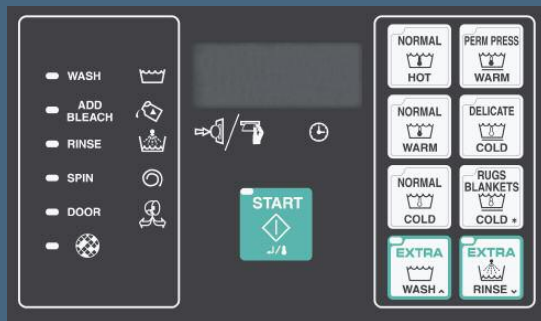 WASH
ADD
BLEACH
RINSE
SPIN
DOOR
START
NORMAL
HOT
PERM PRESS
WARM
NORMAL
WARM
DELICATE
COLD
NORMAL
COLD
RUGS
BLANKETS
COLD *
EXTRA
WASH
EXTRA
RINSE